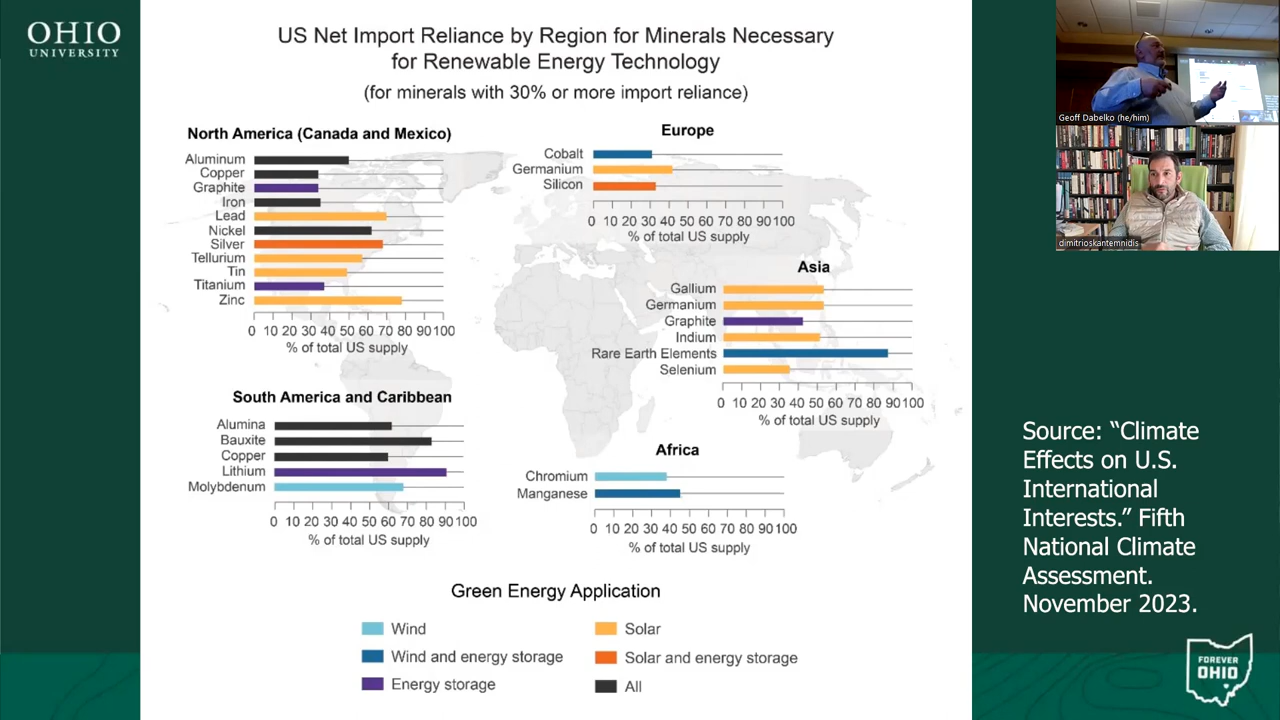 OHIO
UNIVERSITY
US Net Import Reliance by Region for Minerals Necessary
for Renewable Energy Technology
(for minerals with 30% or more import reliance)
North America (Canada and Mexico)
Aluminum
Copper
Graphite
Iron
Lead
Nickel
Silver
Tellurium
Tin
Titanium
Zinc
0 10 20 30 40 50 60 70 80 90 100
% of total US supply
Europe
Cobalt
Germanium
Silicon
0 10 20 30 40 50 60 70 80 90 100
% of total US supply
Asia
Gallium
Germanium
Graphite
Indium
Rare Earth Elements
Selenium
0 10 20 30 40 50 60 70 80 90 100
% of total US supply
South America and Caribbean
Alumina
Bauxite
Copper
Lithium
Molybdenum
0 10 20 30 40 50 60 70 80 90 100
% of total US supply
Africa
Chromium
Manganese
0 10 20 30 40 50 60 70 80 90 100
% of total US supply
Green Energy Application
Wind
Wind and energy storage
Energy storage
Solar
Solar and energy storage
All
Geoff Dabelko (he/him)
dimitrioskantemnidis
Source: “Climate
Effects on U.S.
International
Interests.” Fifth
National Climate
Assessment.
November 2023.
FOREVER
OHIO